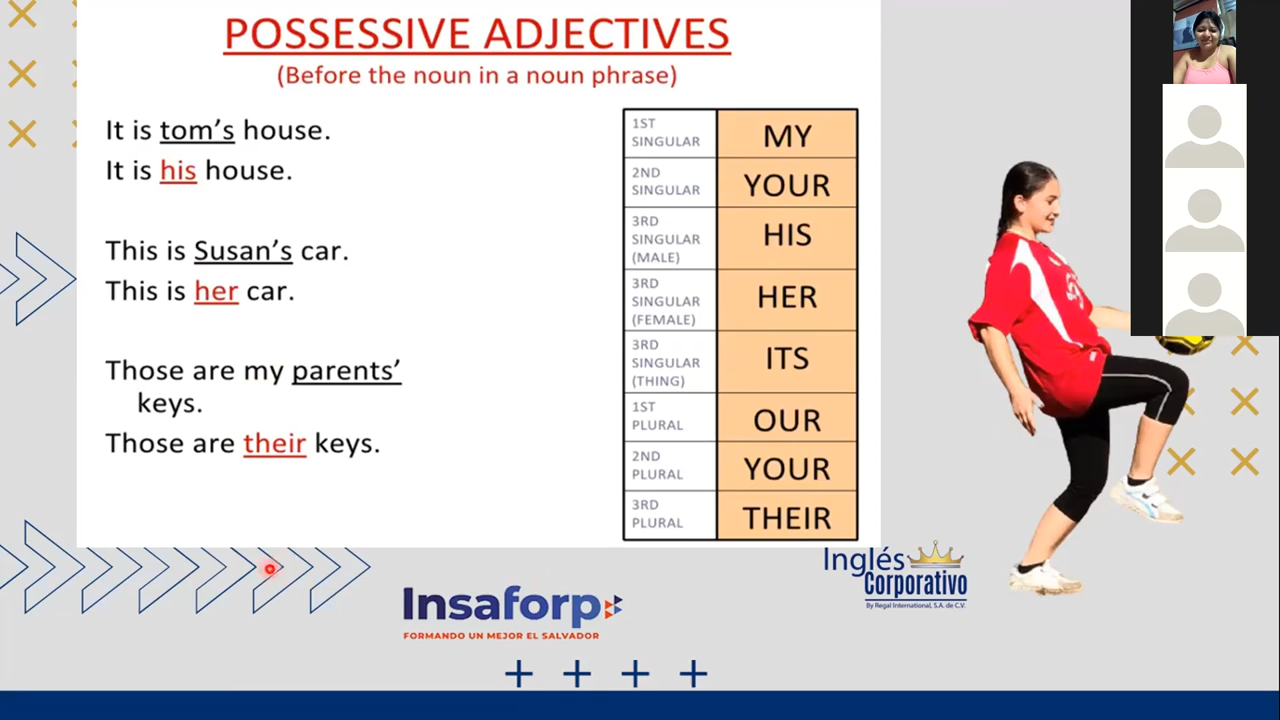 POSSESSIVE ADJECTIVES
(Before the noun in a noun phrase)
It is tom’s house.
It is his house.
This is Susan’s car.
This is her car.
Those are my parents’
keys.
Those are their keys.
1ST
SINGULAR
MY
2ND
SINGULAR
YOUR
3RD
SINGULAR
(MALE)
HIS
3RD
SINGULAR
(FEMALE)
HER
3RD
SINGULAR
(THING)
ITS
1ST
PLURAL
OUR
2ND
PLURAL
YOUR
3RD
PLURAL
THEIR
Inglés
Corporativo
By Regal International, S.A. de C.V.
Insaforp
FORMANDO UN MEJOR EL SALVADOR